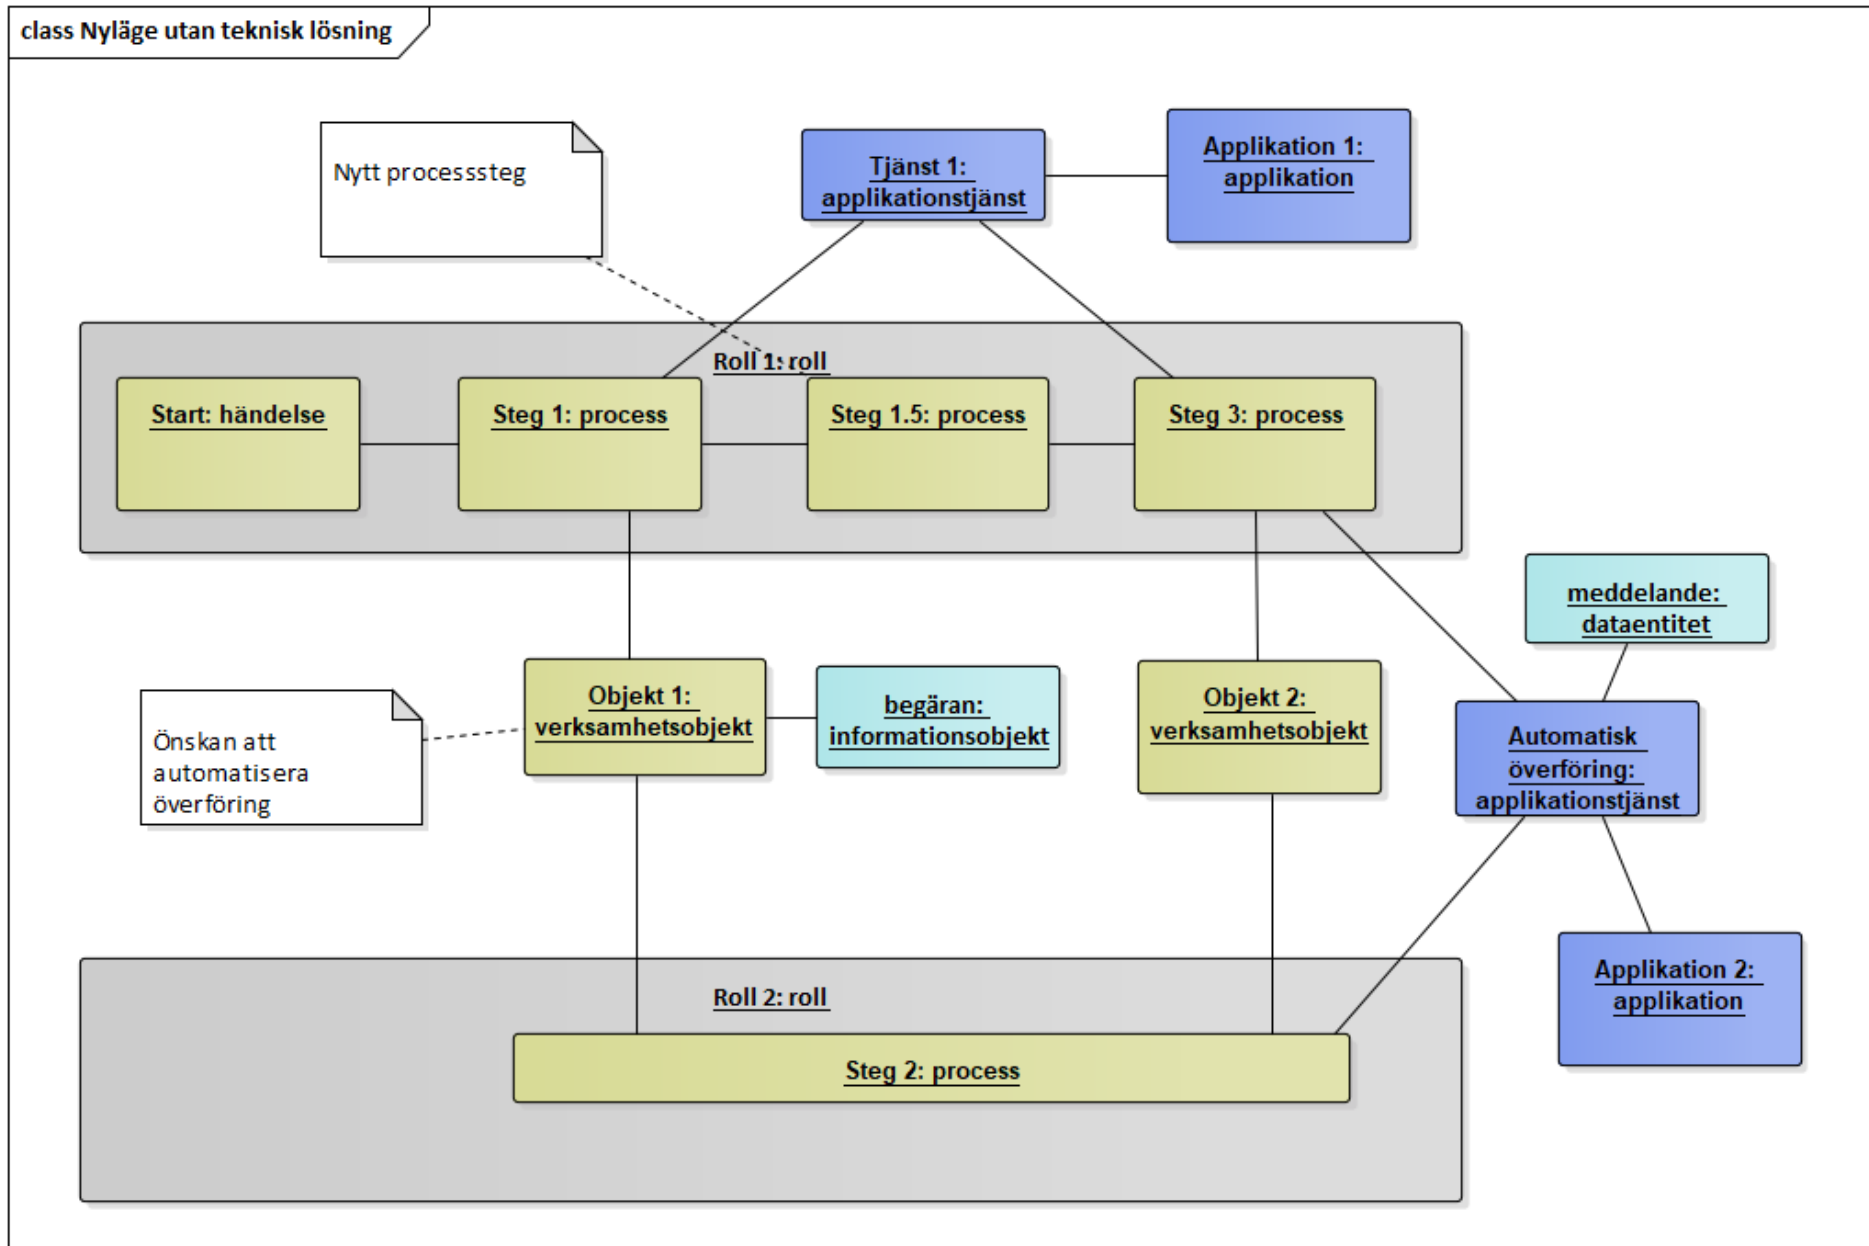 class Nyläge utan teknisk lösning
Nytt processsteg
Tjänst 1:
applikationstjänst
Applikation 1:
applikation
Roll 1: roll
Start: händelse
Steg 1: process
Steg 1.5: process
Steg 3: process
meddelande:
dataentitet
Önskan att
automatisera
överföring
Objekt 1:
verksamhetsobjekt
begäran:
informationsobjekt
Objekt 2:
verksamhetsobjekt
Automatisk
överföring:
applikationstjänst
Applikation 2:
applikation
Roll 2: roll
Steg 2: process